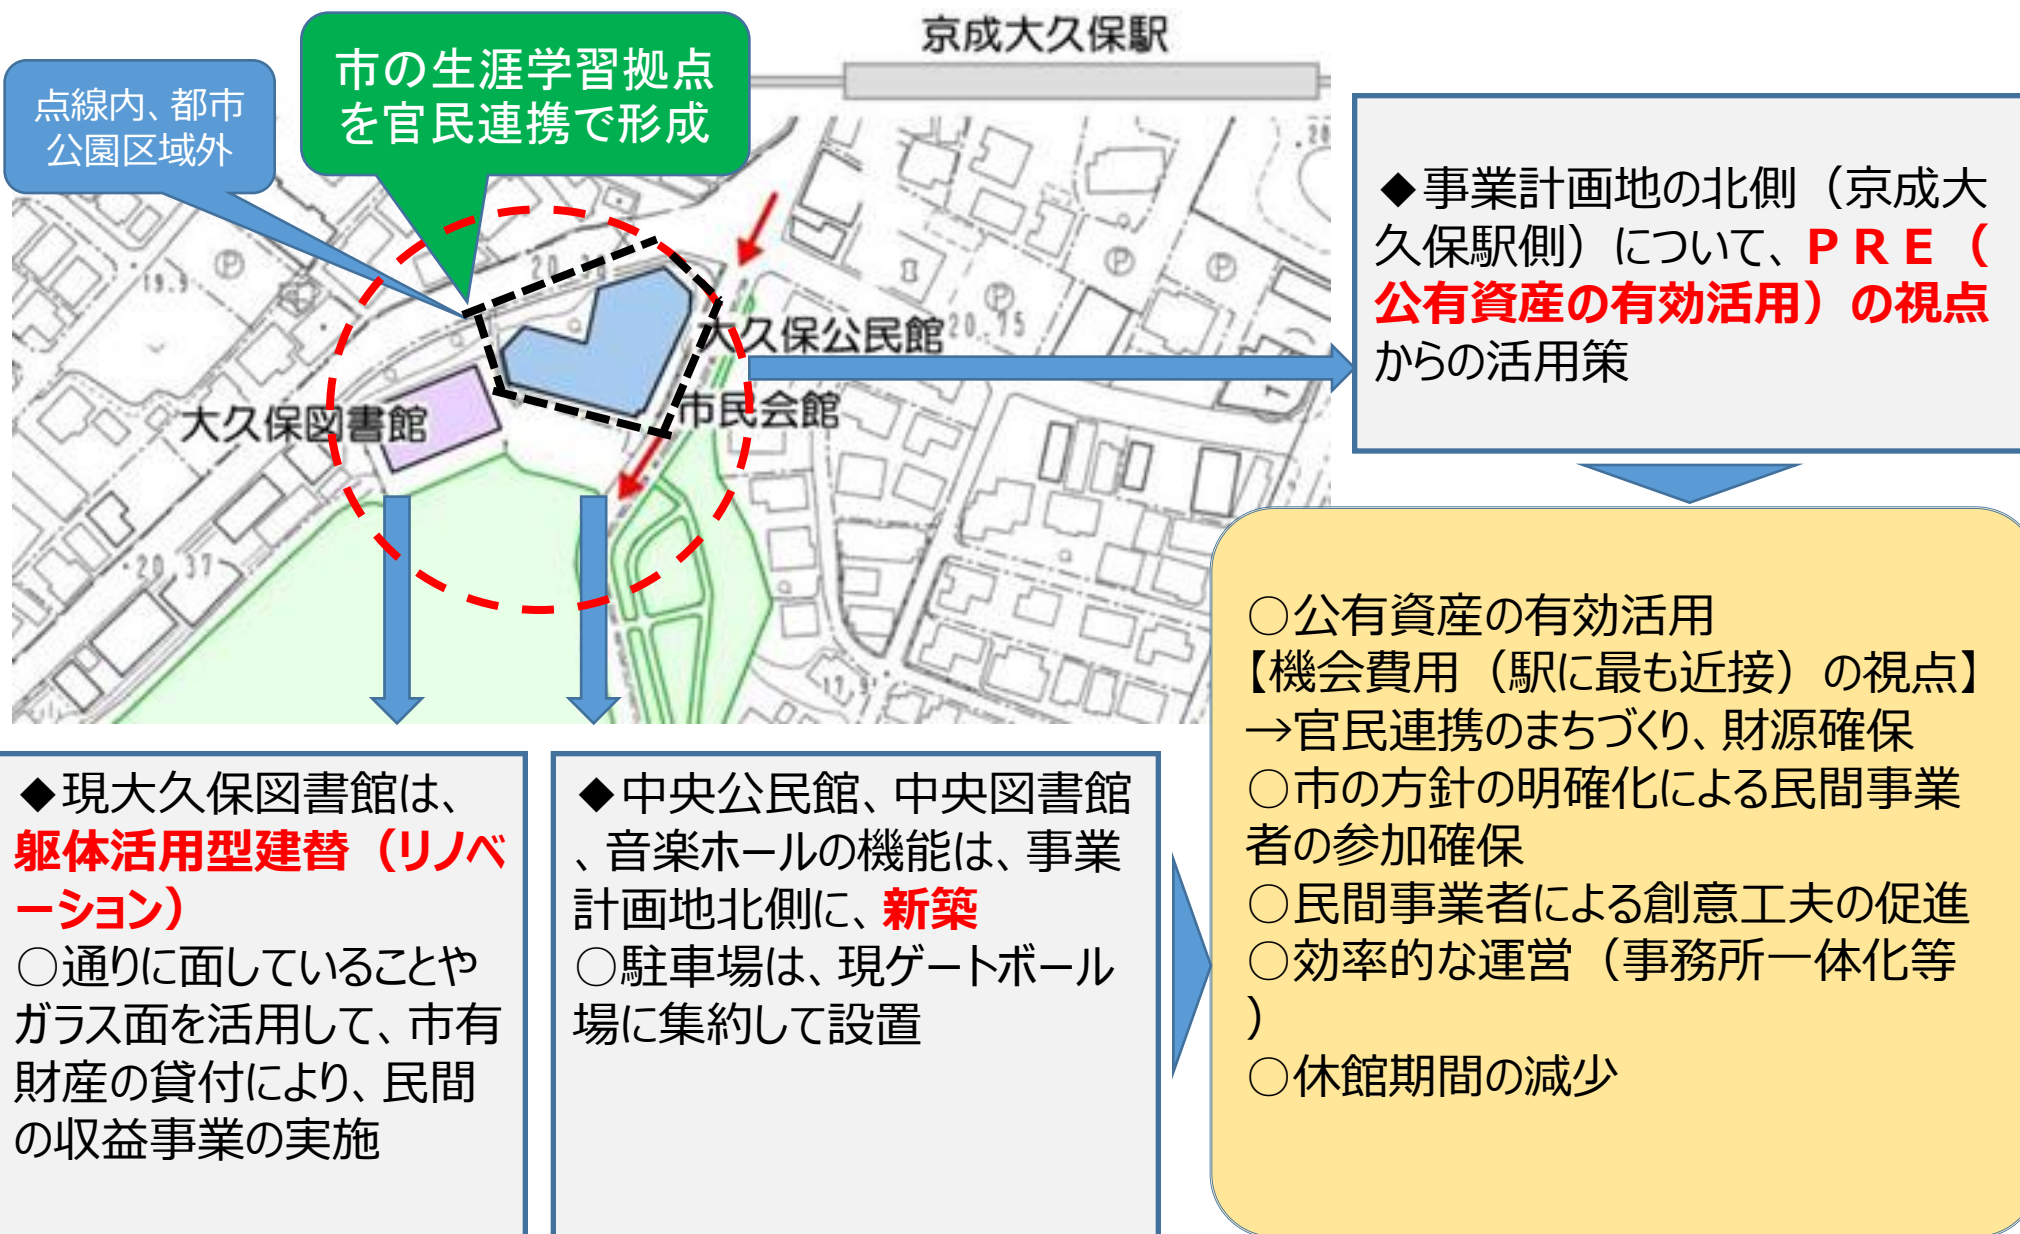 京成大久保駅
市の生涯学習拠点
を官民連携で形成
点線内、都市
公園区域外
◆事業計画地の北側（京成大
久保駅側）について、ＰＲＥ（
公有資産の有効活用）の視点
からの活用策
19.9
20.38
大久保公民館
20.75
市民会館
大久保図書館
20.37
17.9
Ⓟ
Ⓟ
Ⓟ
Ⓟ
○公有資産の有効活用
【機会費用（駅に最も近接）の視点】
→官民連携のまちづくり、財源確保
○市の方針の明確化による民間事業
者の参加確保
○民間事業者による創意工夫の促進
○効率的な運営（事務所一体化等
）
○休館期間の減少
◆現大久保図書館は、
躯体活用型建替（リノベ
ーション）
○通りに面していることや
ガラス面を活用して、市有
財産の貸付により、民間
の収益事業の実施
◆中央公民館、中央図書館
、音楽ホールの機能は、事業
計画地北側に、新築
○駐車場は、現ゲートボール
場に集約して設置